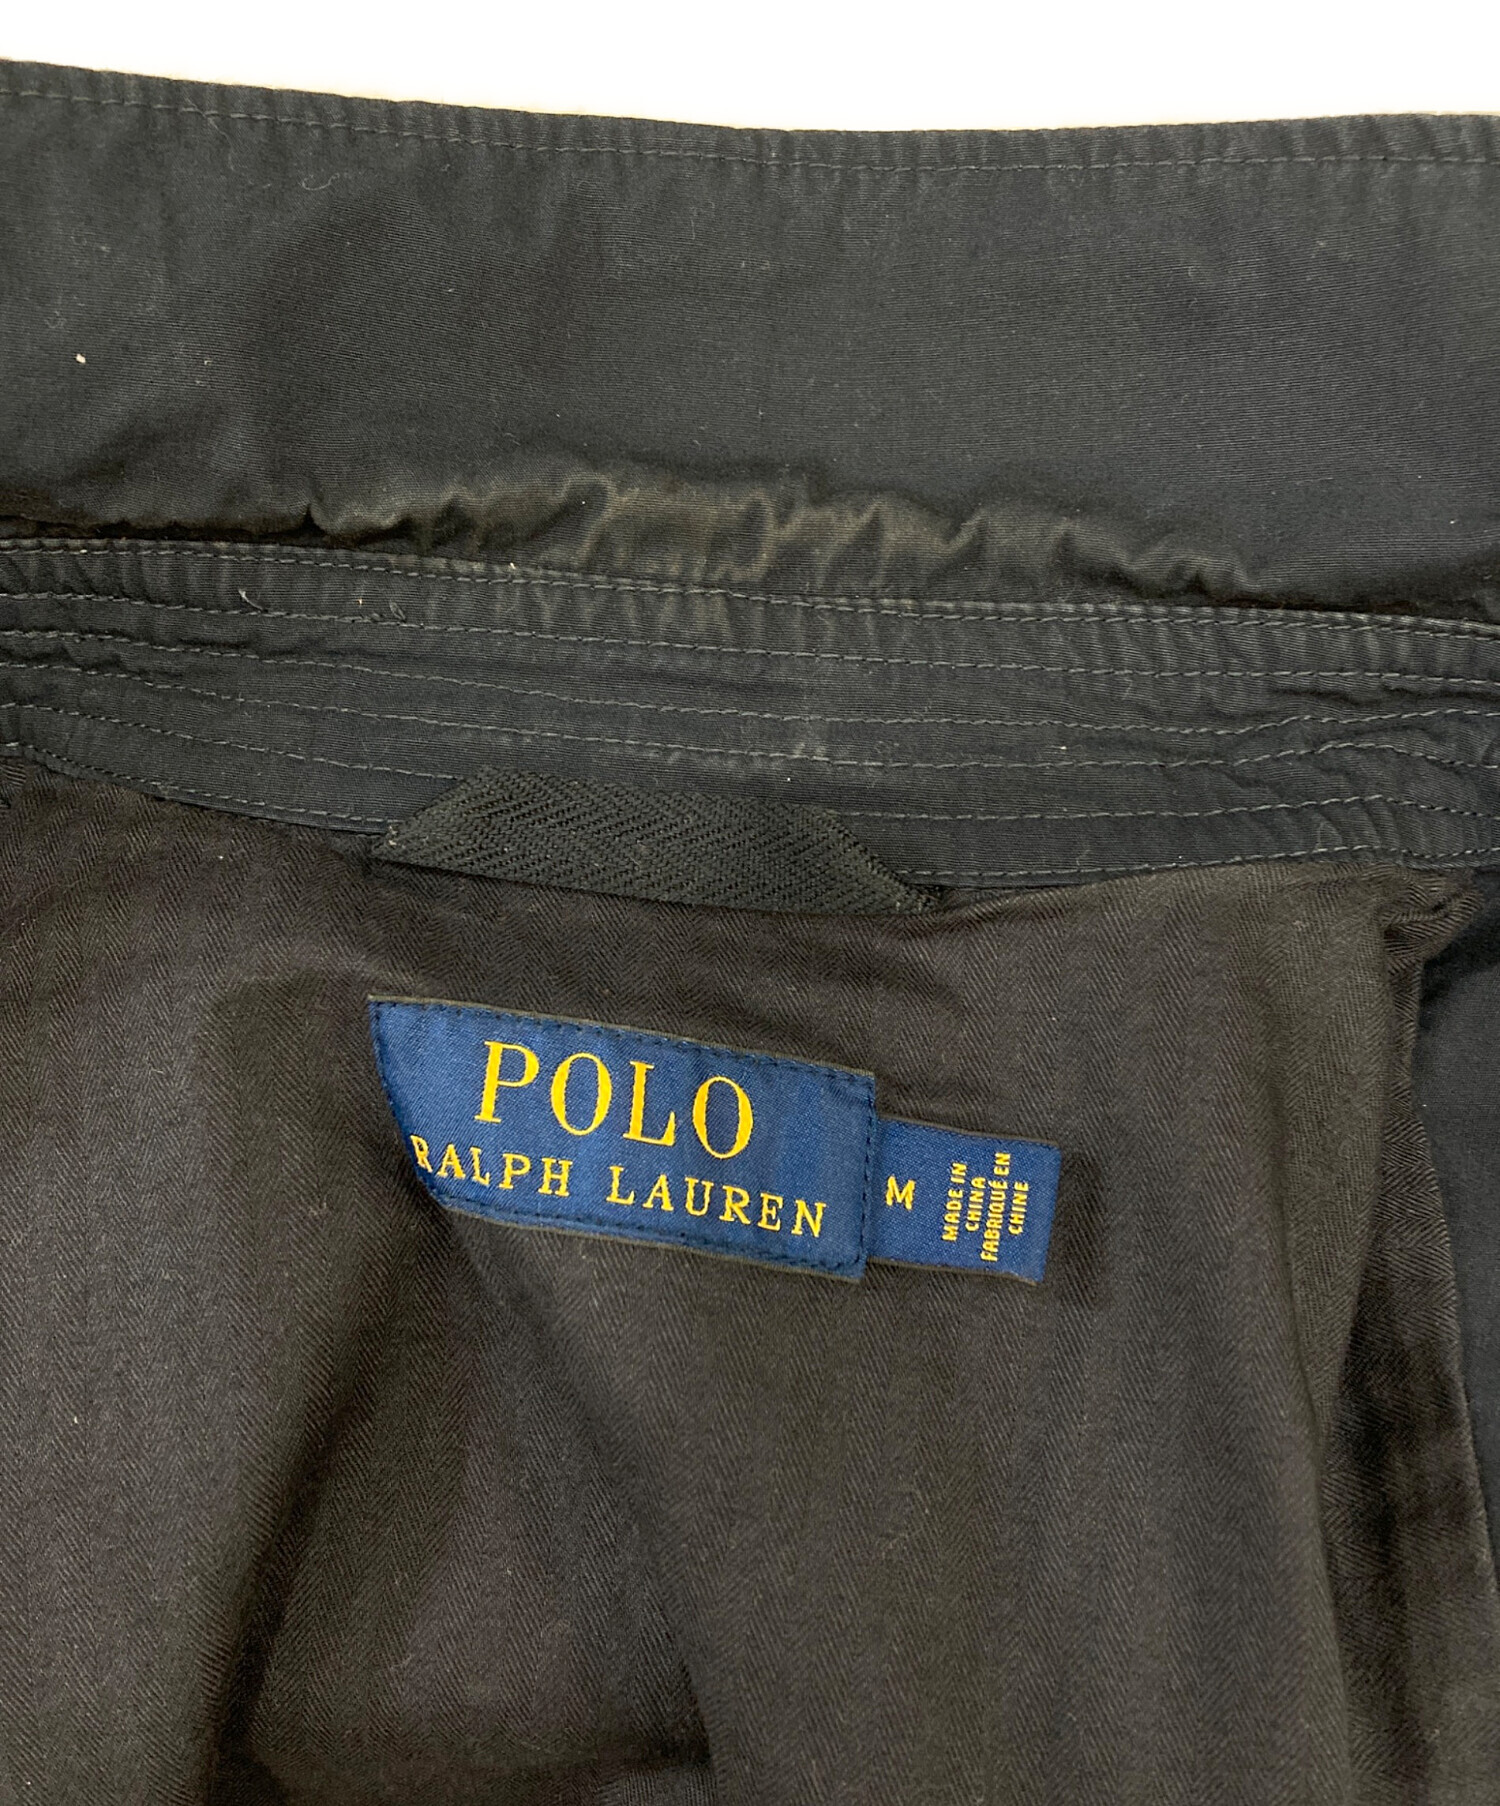 POLO
RALPH LAUREN
M
MADE IN
CHINA
FABRIQUÉ EN
CHINE